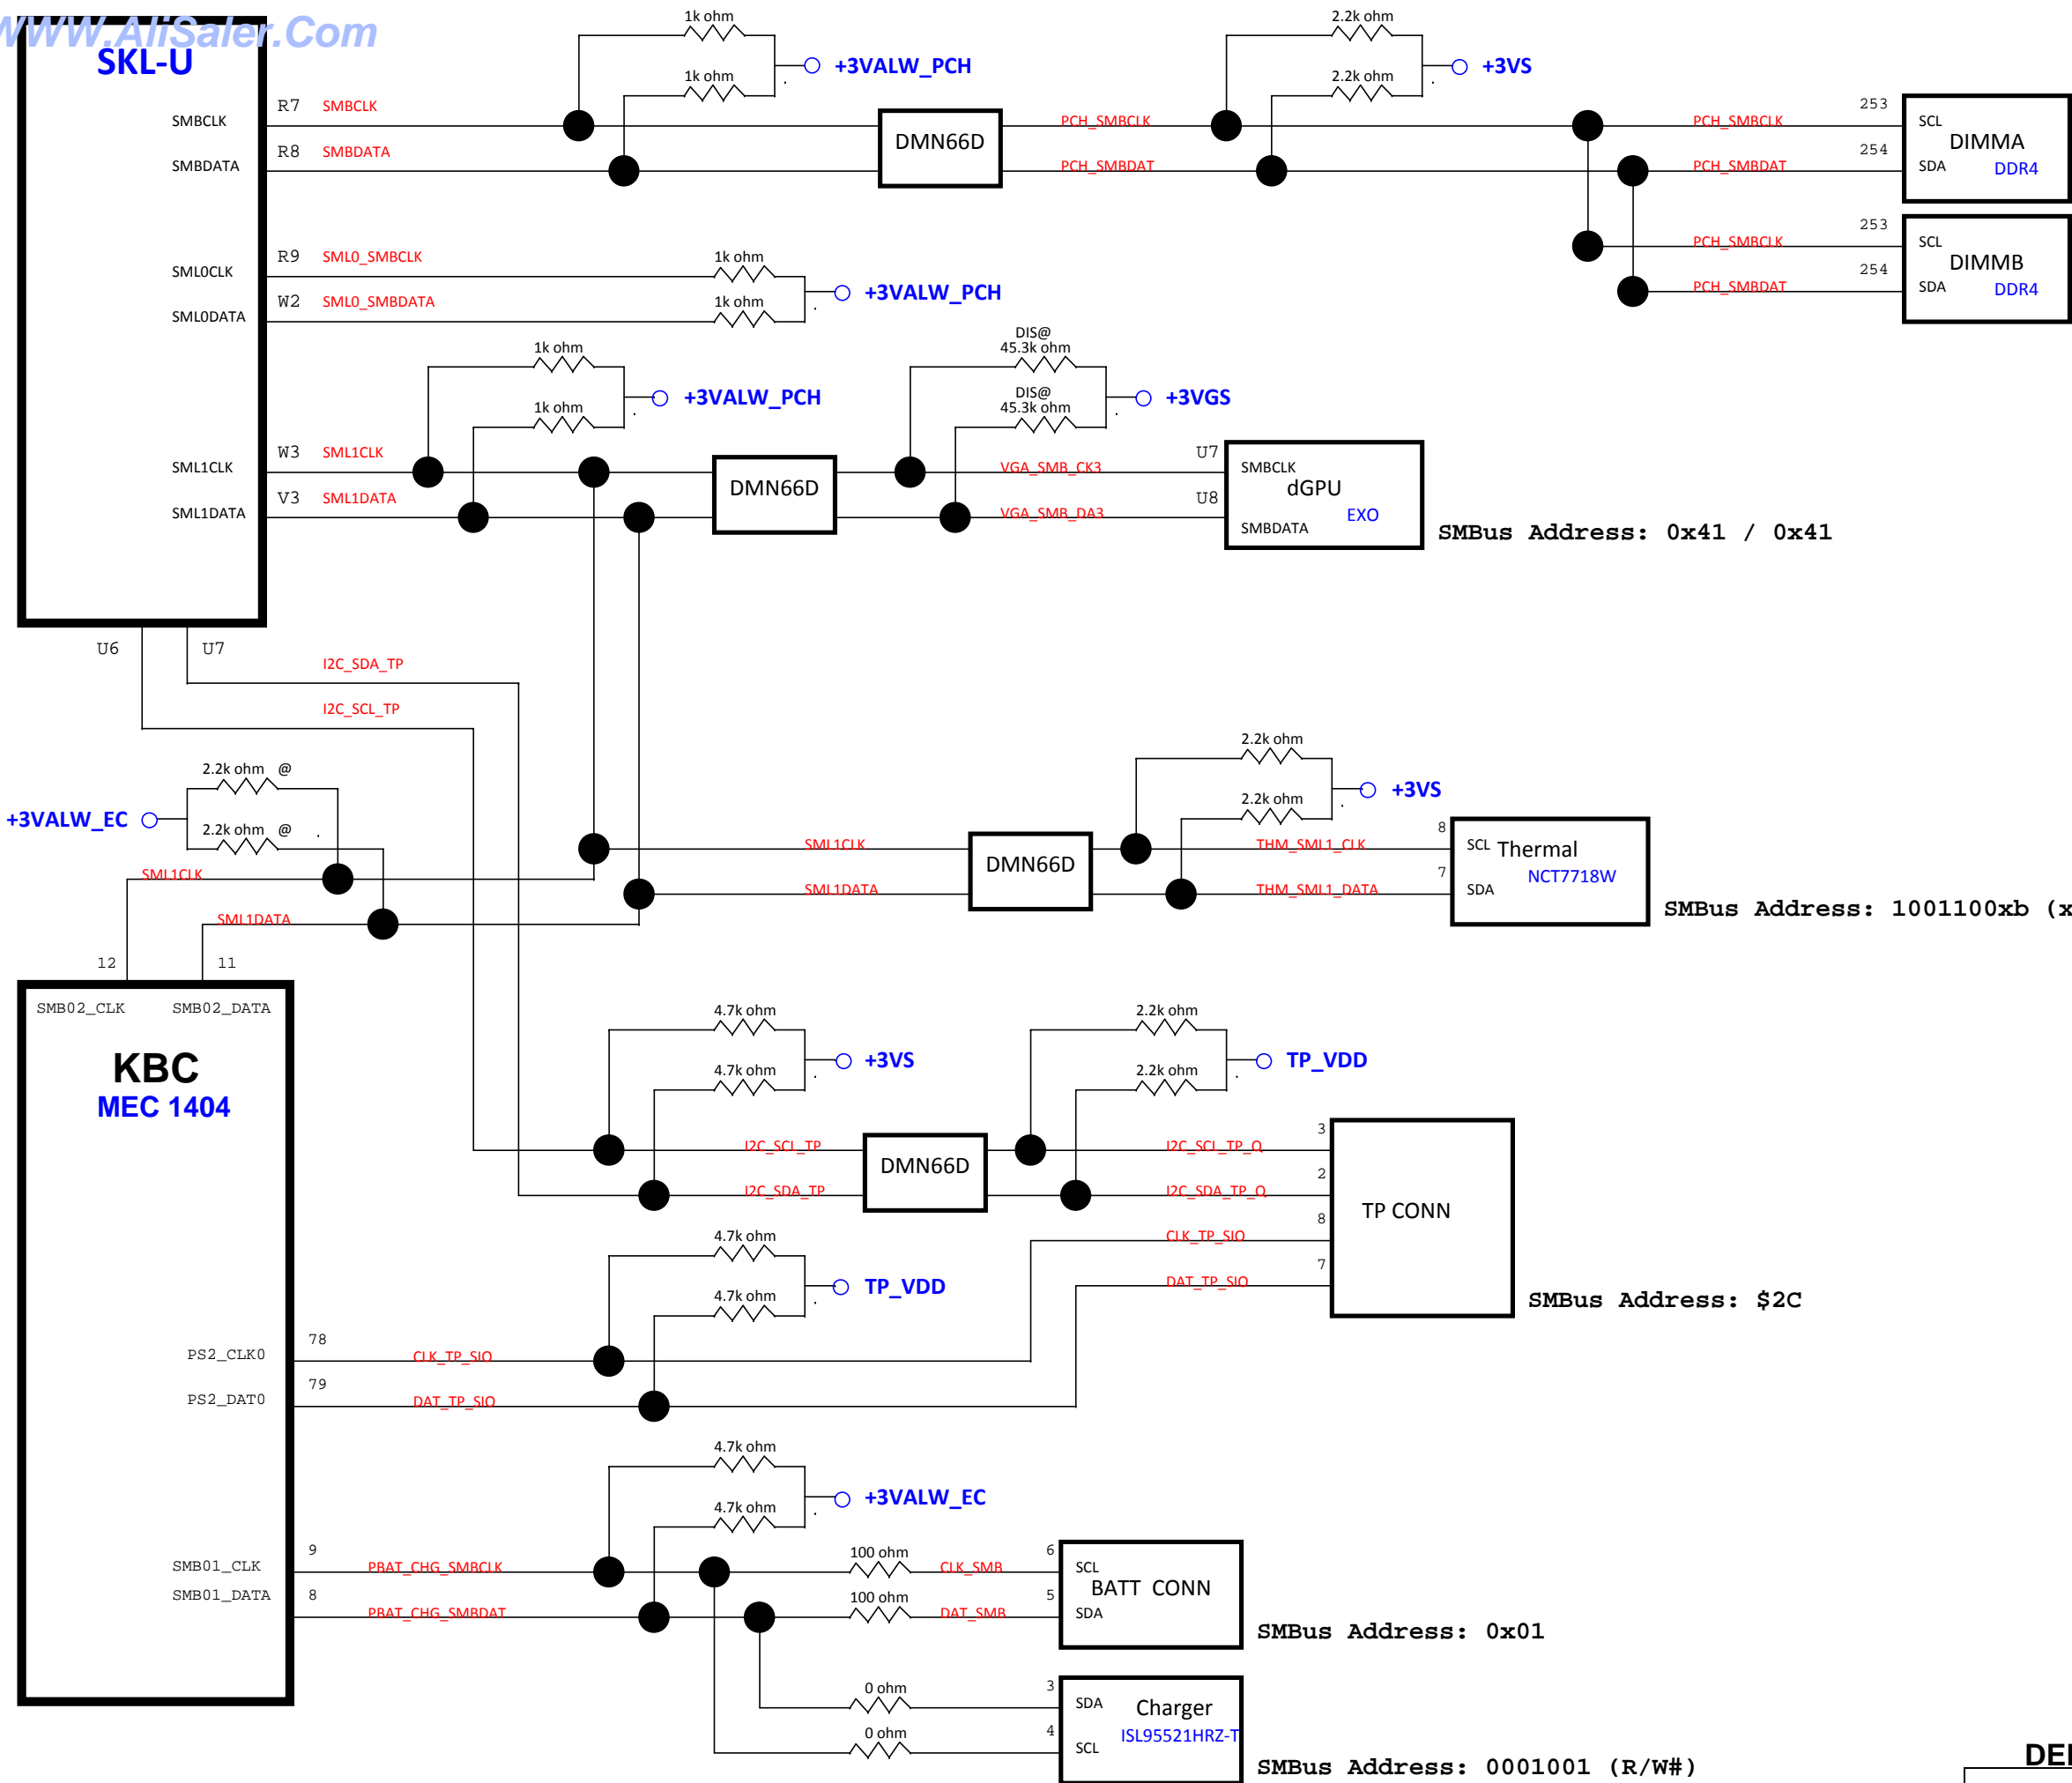 WWW.AliSaler.Com
SKL-U
SMBCLK
SMBDATA
R7 SMBCLK
R8 SMBDATA
1k ohm
1k ohm
+3VALW_PCH
DMN66D
PCH_SMBCLK
PCH_SMBDAT
2.2k ohm
2.2k ohm
+3VS
PCH_SMBCLK
PCH_SMBDAT
253
254
SCL
SDA
DIMMA
DDR4
PCH_SMBCLK
PCH_SMBDAT
253
254
SCL
SDA
DIMMB
DDR4
SML0CLK
SML0DATA
R9 SML0_SMBCLK
W2 SML0_SMBDATA
1k ohm
1k ohm
+3VALW_PCH
SML1CLK
SML1DATA
W3 SML1CLK
V3 SML1DATA
1k ohm
1k ohm
+3VALW_PCH
DMN66D
DIS@
45.3k ohm
DIS@
45.3k ohm
+3VGS
VGA_SMB_CK3
VGA_SMB_DA3
U7
U8
SMBCLK
dGPU
EXO
SMBDATA
SMBus Address: 0x41 / 0x41
U6
U7
I2C_SDA_TP
I2C_SCL_TP
2.2k ohm @
2.2k ohm @
+3VALW_EC
SML1CLK
SML1DATA
SML1CLK
SML1DATA
DMN66D
2.2k ohm
2.2k ohm
+3VS
THM_SML1_CLK
THM_SML1_DATA
8
7
SCL
SDA
Thermal
NCT7718W
SMBus Address: 1001100xb (x
12
11
SMB02_CLK
SMB02_DATA
KBC
MEC 1404
4.7k ohm
4.7k ohm
+3VS
I2C_SCL_TP
I2C_SDA_TP
DMN66D
2.2k ohm
2.2k ohm
TP_VDD
I2C_SCL_TP_Q
I2C_SDA_TP_Q
CLK_TP_SIO
DAT_TP_SIO
3
2
8
7
TP CONN
SMBus Address: $2C
4.7k ohm
4.7k ohm
TP_VDD
PS2_CLK0
PS2_DAT0
78
79
CLK_TP_SIO
DAT_TP_SIO
4.7k ohm
4.7k ohm
+3VALW_EC
SMB01_CLK
SMB01_DATA
9
8
PBAT_CHG_SMBCLK
PBAT_CHG_SMBDAT
100 ohm
100 ohm
CLK_SMB
DAT_SMB
6
5
SCL
SDA
BATT CONN
SMBus Address: 0x01
0 ohm
0 ohm
3
4
SDA
SCL
Charger
ISL95521HRZ-T
SMBus Address: 0001001 (R/W#)